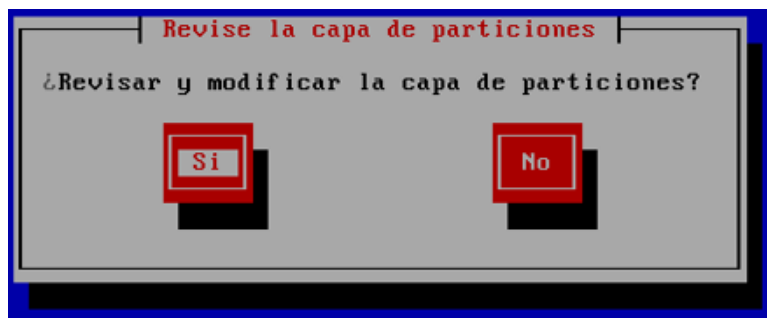 Revise la capa de particiones
¿Revisar y modificar la capa de particiones?
Si
No